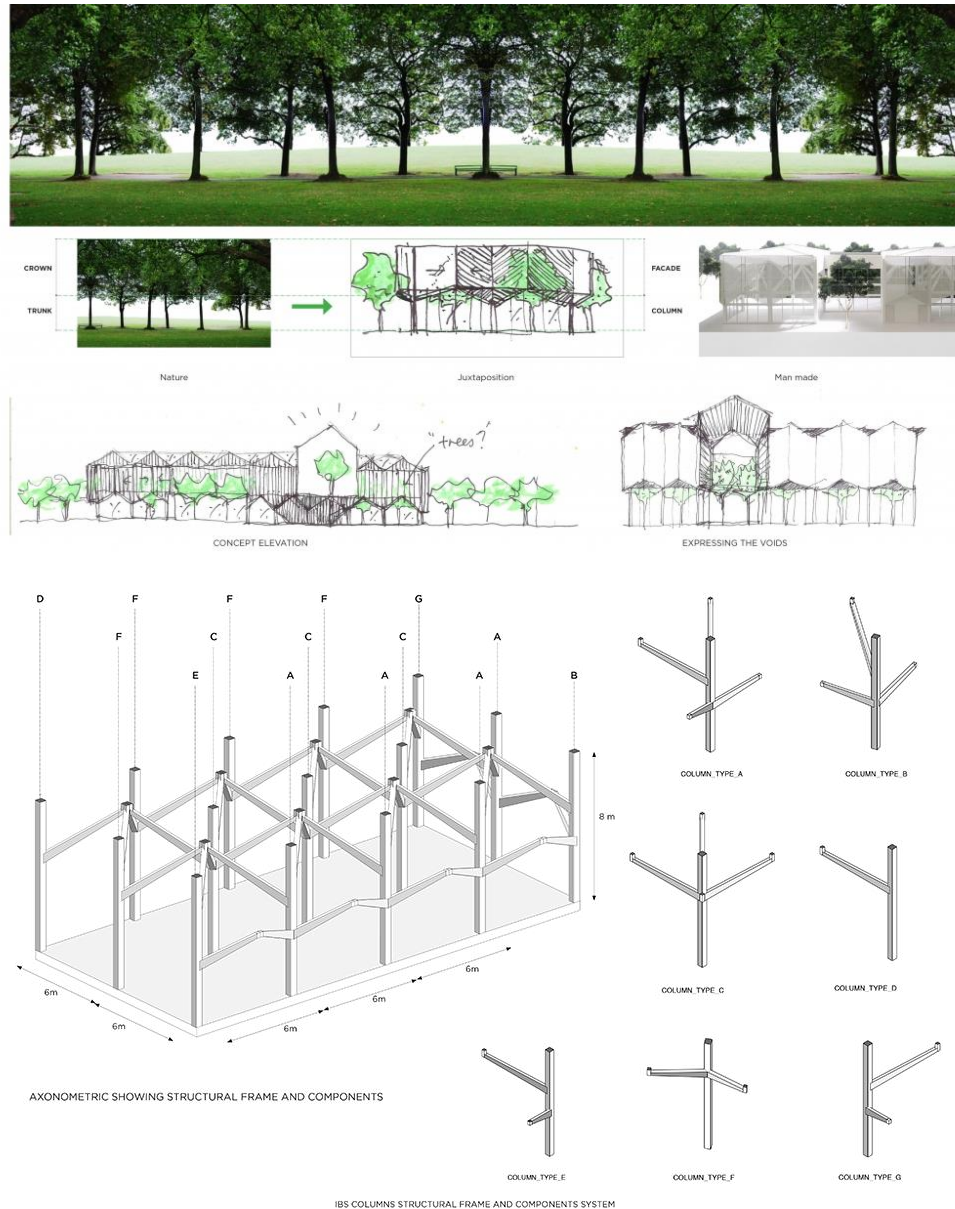 CROWN
TRUNK
FACADE
COLUMN
Nature
Juxtaposition
Man made
"trees?"
CONCEPT ELEVATION
EXPRESSING THE VOIDS
D F F F G
F C C C A
E A A A B
8 m
6m
6m
6m
6m
6m
COLUMN_TYPE_A
COLUMN_TYPE_B
COLUMN_TYPE_C
COLUMN_TYPE_D
AXONOMETRIC SHOWING STRUCTURAL FRAME AND COMPONENTS
COLUMN_TYPE_E
COLUMN_TYPE_F
COLUMN_TYPE_G
IBS COLUMNS STRUCTURAL FRAME AND COMPONENTS SYSTEM